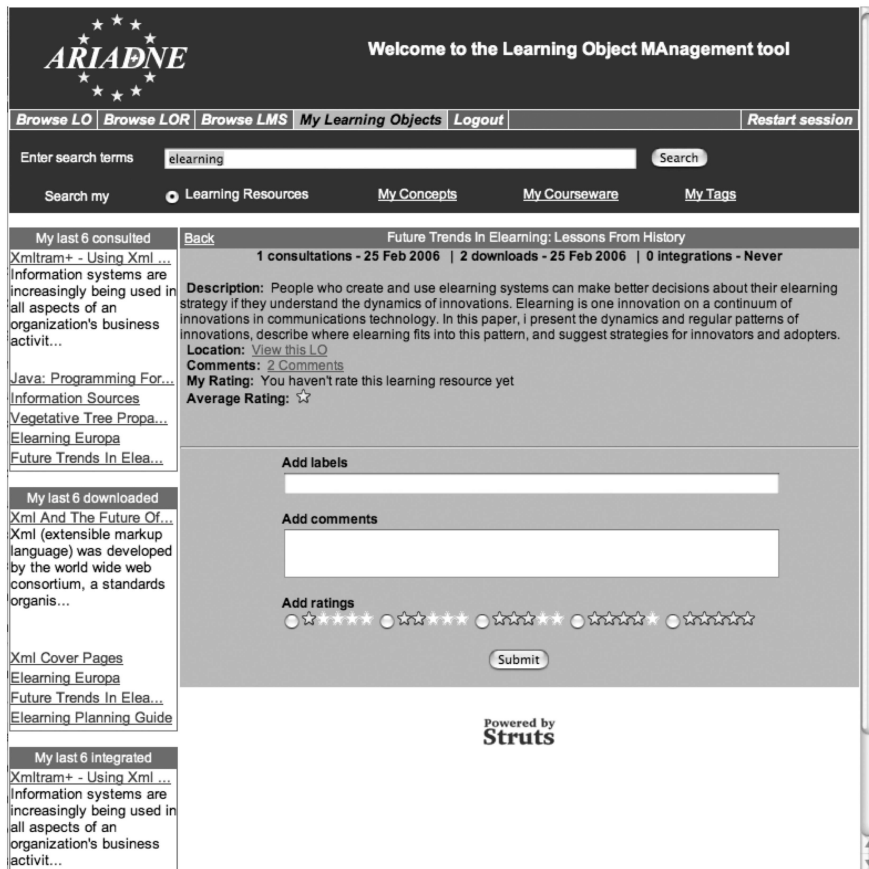 ARIADNE
Welcome to the Learning Object MAnagement tool
Browse LO Browse LOR Browse LMS My Learning Objects Logout Restart session
Enter search terms elearning Search
Search my Learning Resources My Concepts My Courseware My Tags
My last 6 consulted
Xmltram+ - Using Xml ...
Information systems are
increasingly being used in
all aspects of an
organization's business
activit...
Java: Programming For...
Information Sources
Vegetative Tree Propa...
Elearning Europa
Future Trends In Elea...
My last 6 downloaded
Xml And The Future Of...
Xml (extensible markup
language) was developed
by the world wide web
consortium, a standards
organis...
Xml Cover Pages
Elearning Europa
Future Trends In Elea...
Elearning Planning Guide
My last 6 integrated
Xmltram+ - Using Xml ...
Information systems are
increasingly being used in
all aspects of an
organization's business
activit...
Back Future Trends In Elearning: Lessons From History
1 consultations - 25 Feb 2006 | 2 downloads - 25 Feb 2006 | 0 integrations - Never
Description: People who create and use elearning systems can make better decisions about their elearning
strategy if they understand the dynamics of innovations. Elearning is one innovation on a continuum of
innovations in communications technology. In this paper, i present the dynamics and regular patterns of
innovations, describe where elearning fits into this pattern, and suggest strategies for innovators and adopters.
Location: View this LO
Comments: 2 Comments
My Rating: You haven't rate this learning resource yet
Average Rating:
Add labels
Add comments
Add ratings
Submit
Powered by
Struts